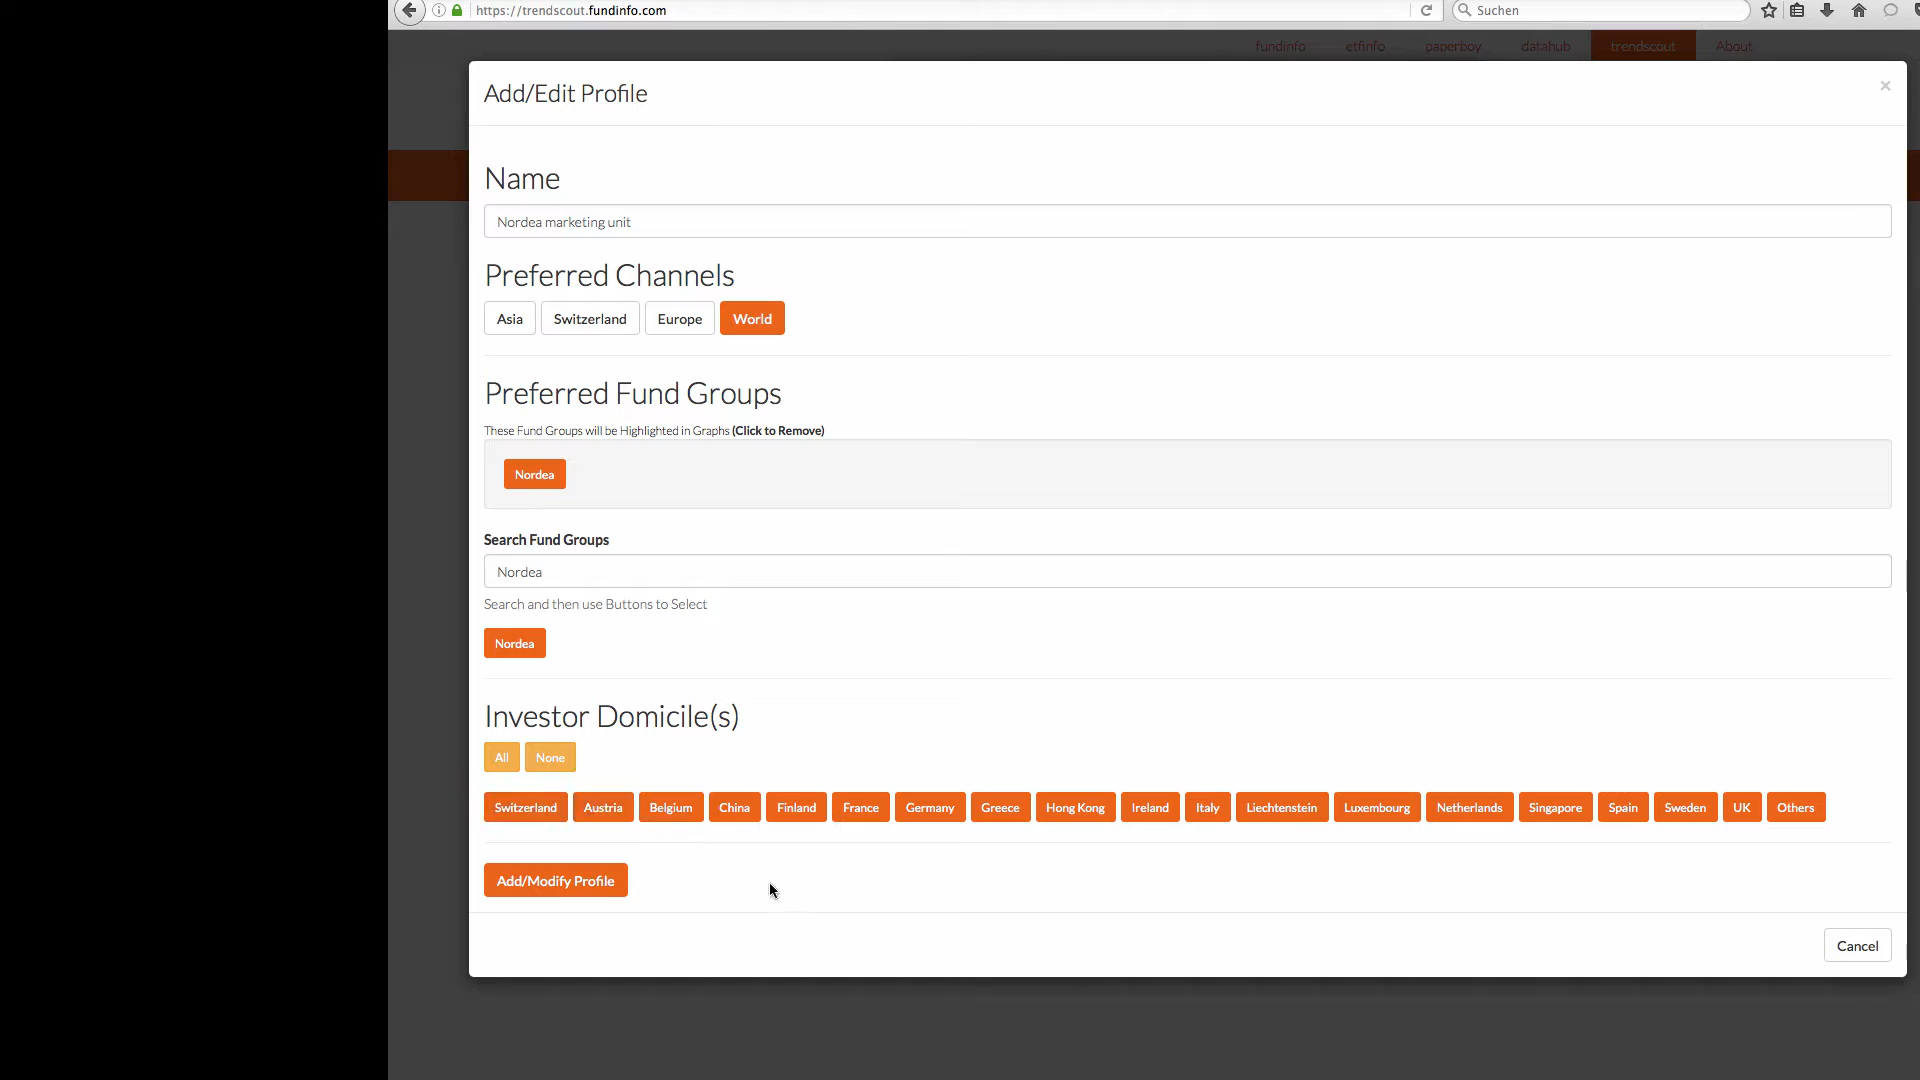 https://trendscout.fundinfo.com
Suchen
fundinfo etfinfo paperboy datahub trendscout About
Add/Edit Profile
×
Name
Nordea marketing unit
Preferred Channels
Asia Switzerland Europe World
Preferred Fund Groups
These Fund Groups will be Highlighted in Graphs (Click to Remove)
Nordea
Search Fund Groups
Nordea
Search and then use Buttons to Select
Nordea
Investor Domicile(s)
All None
Switzerland Austria Belgium China Finland France Germany Greece Hong Kong Ireland Italy Liechtenstein Luxembourg Netherlands Singapore Spain Sweden UK Others
Add/Modify Profile
Cancel